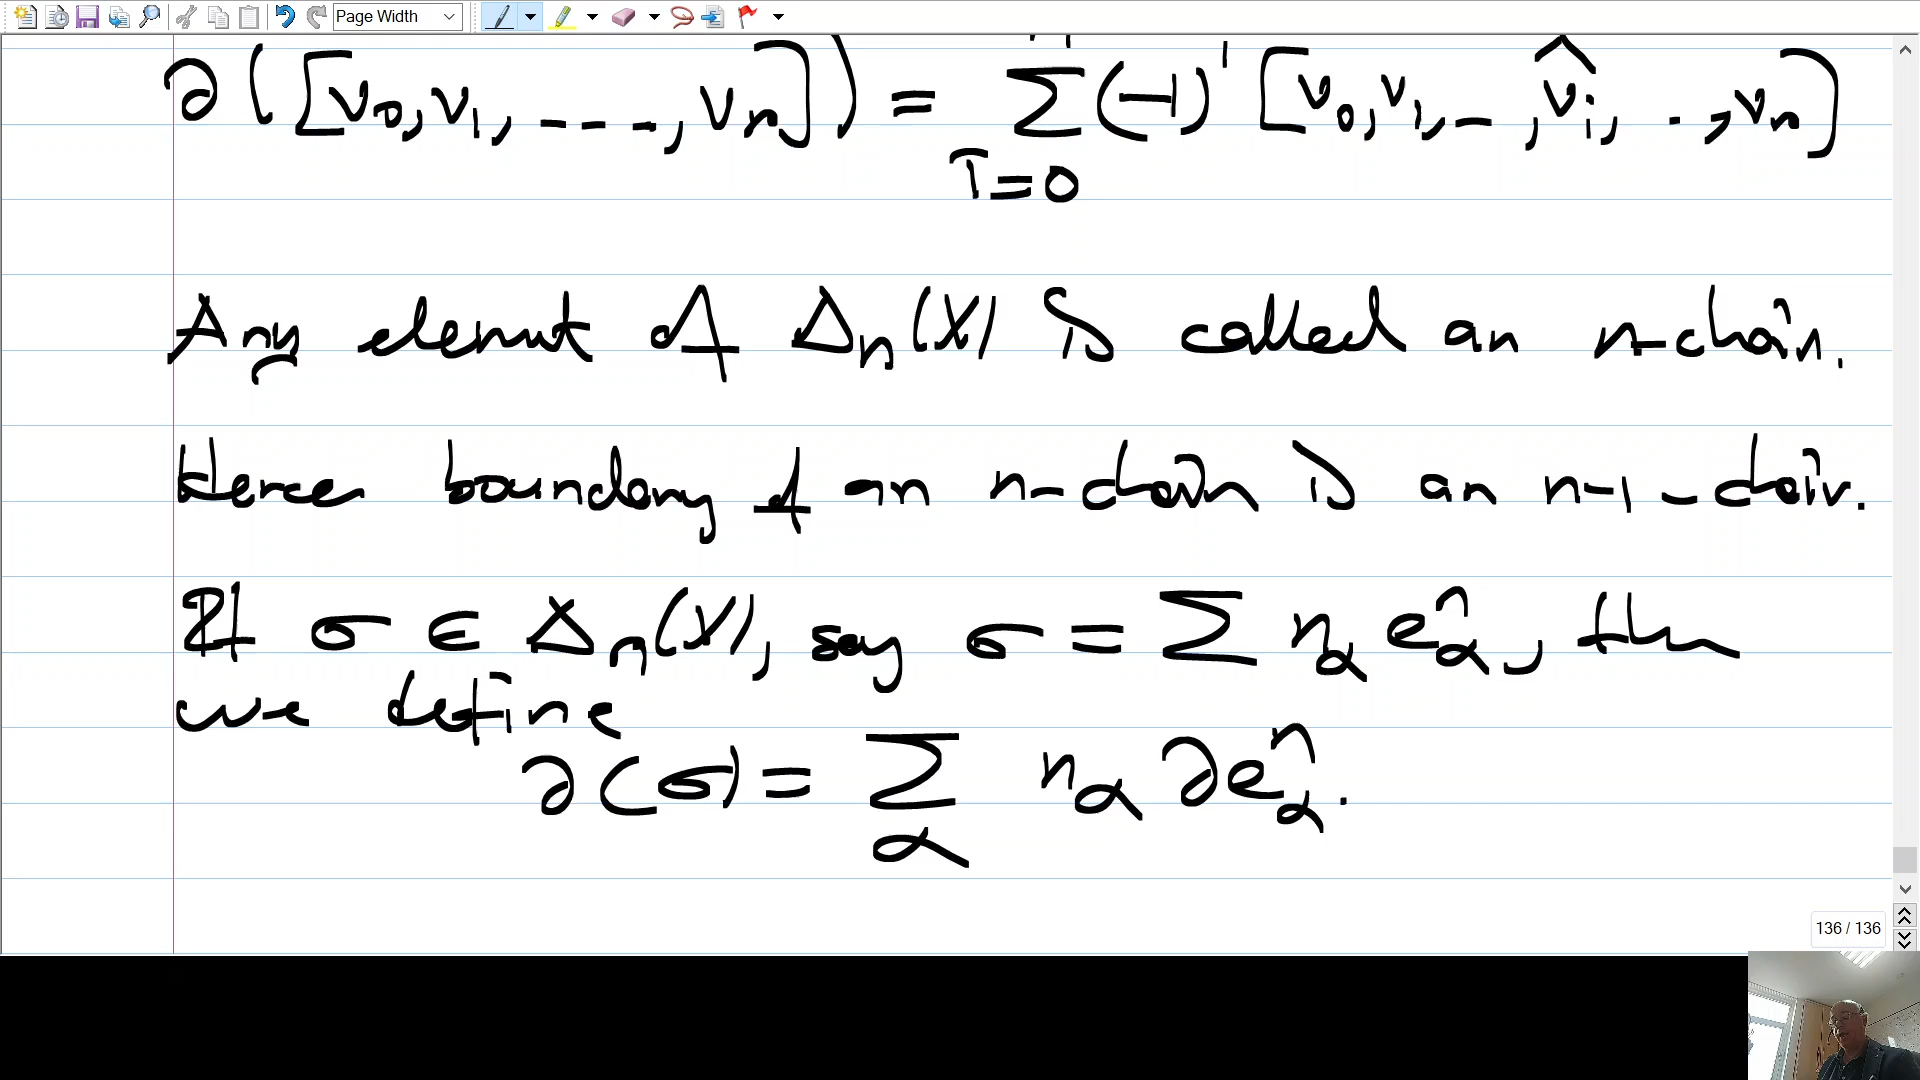 Page Width
∂([v₀,v₁,----,vₙ]) = Σ(-1)ⁱ [v₀,v₁,-,v̂ᵢ,..,vₙ]
i=0
Any element of Δₙ(X) is called an n-chain.
Hence boundary of an n-chain is an n-1-chain.
If σ ∈ Δₙ(X), say σ = Σ n_α e_α^n, then
we define
∂(σ) = Σ n_α ∂e_α^n.
α
136 / 136